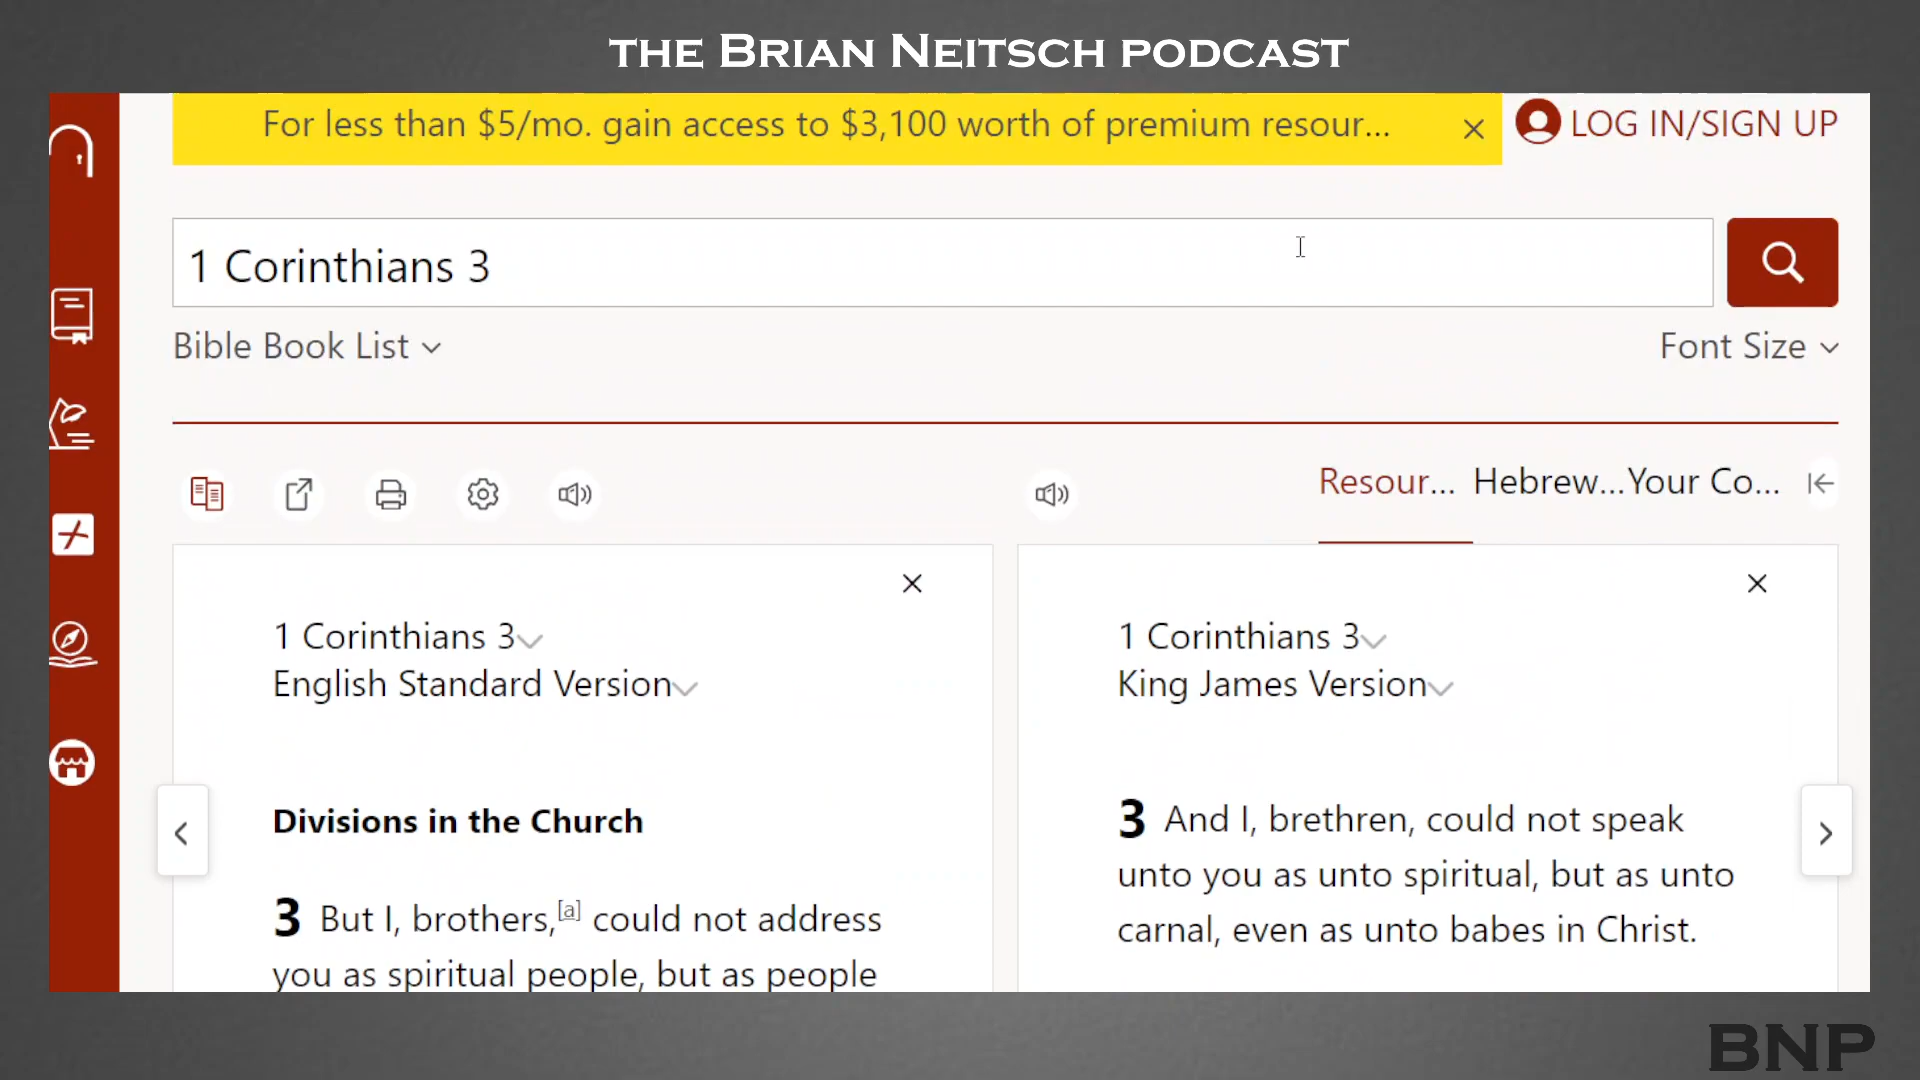 THE BRIAN NEITSCH PODCAST
For less than $5/mo. gain access to $3,100 worth of premium resour...
LOG IN/SIGN UP
1 Corinthians 3
Bible Book List
Font Size
Resour...
Hebrew...
Your Co...
1 Corinthians 3
English Standard Version
Divisions in the Church
3 But I, brothers,[a] could not address
you as spiritual people, but as people
1 Corinthians 3
King James Version
3 And I, brethren, could not speak
unto you as unto spiritual, but as unto
carnal, even as unto babes in Christ.
BNP